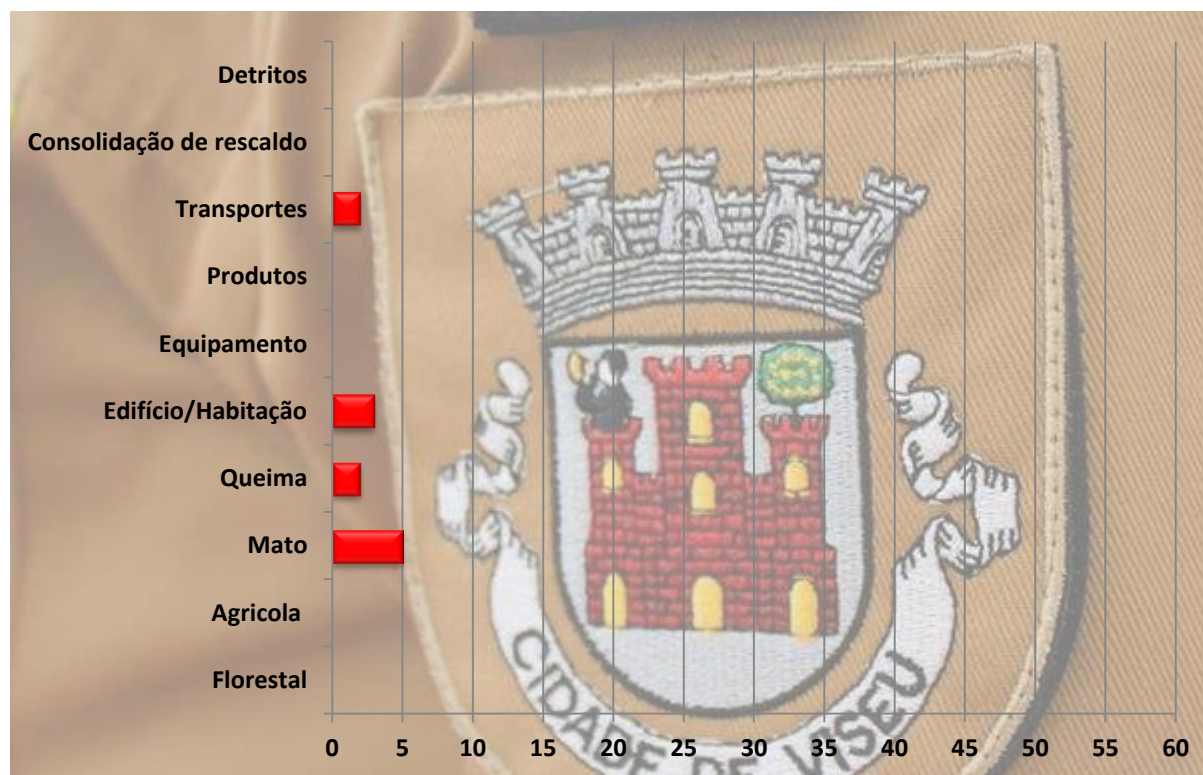 Detritos
Consolidação de rescaldo
Transportes
Produtos
Equipamento
Edifício/Habitação
Queima
Mato
Agricola
Florestal
0 5 10 15 20 25 30 35 40 45 50 55 60
CIDADE DE VISEU